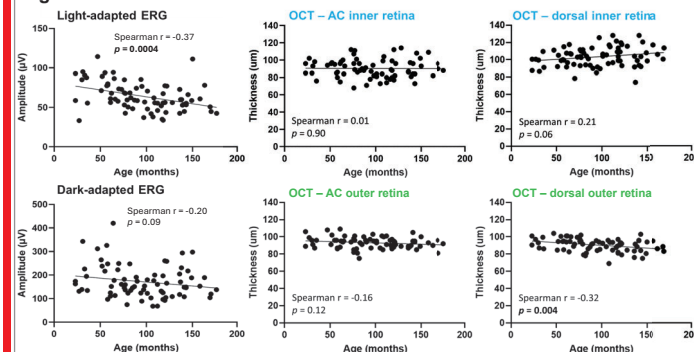 Light-adapted ERG
Spearman r = -0.37
p = 0.0004
Amplitude (µV)
150
100
50
0
0
50
100
150
200
Age (months)
OCT – AC inner retina
Thickness (um)
140
120
100
80
60
40
20
0
Spearman r = 0.01
p = 0.90
0
50
100
150
200
Age (months)
OCT – dorsal inner retina
Thickness (um)
140
120
100
80
60
40
20
0
Spearman r = 0.21
p = 0.06
0
50
100
150
20
Age (months)
Dark-adapted ERG
Spearman r = -0.20
p = 0.09
Amplitude (µV)
500
400
300
200
100
0
0
50
100
150
200
Age (months)
OCT – AC outer retina
Thickness (um)
140
120
100
80
60
40
20
0
Spearman r = -0.16
p = 0.12
0
50
100
150
200
Age (months)
OCT – dorsal outer retina
Thickness (um)
140
120
100
80
60
40
20
0
Spearman r = -0.32
p = 0.004
0
50
100
150
20
Age (months)